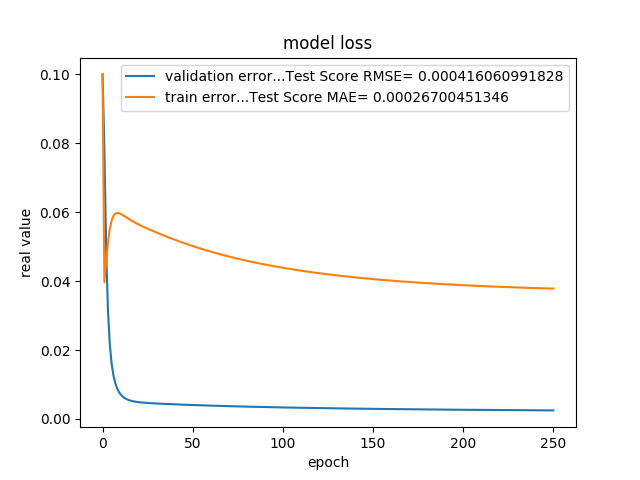 model loss
validation error...Test Score RMSE= 0.000416060991828
train error...Test Score MAE= 0.00026700451346
real value
0.10
0.08
0.06
0.04
0.02
0.00
0 50 100 150 200 250
epoch